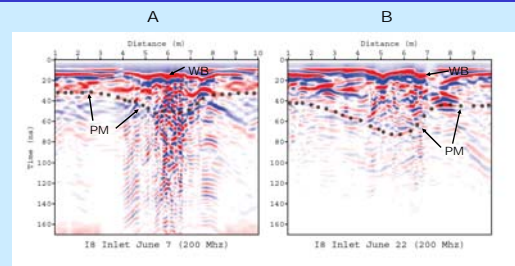 A
B
Distance (m)
1 2 3 4 5 6 7 8 9 10
WB
PM
Time (ns)
0
20
40
60
80
100
120
140
160
I8 Inlet June 7 (200 Mhz)
Distance (m)
1 2 3 4 5 6 7 8 9
WB
PM
0
20
40
60
80
100
120
140
160
I8 Inlet June 22 (200 Mhz)